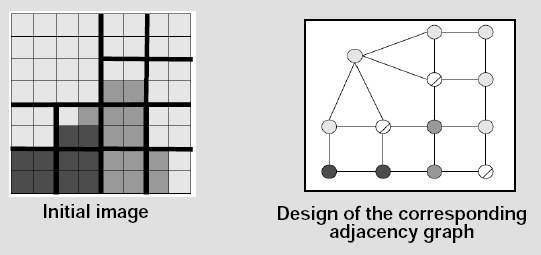 Initial image
Design of the corresponding
adjacency graph